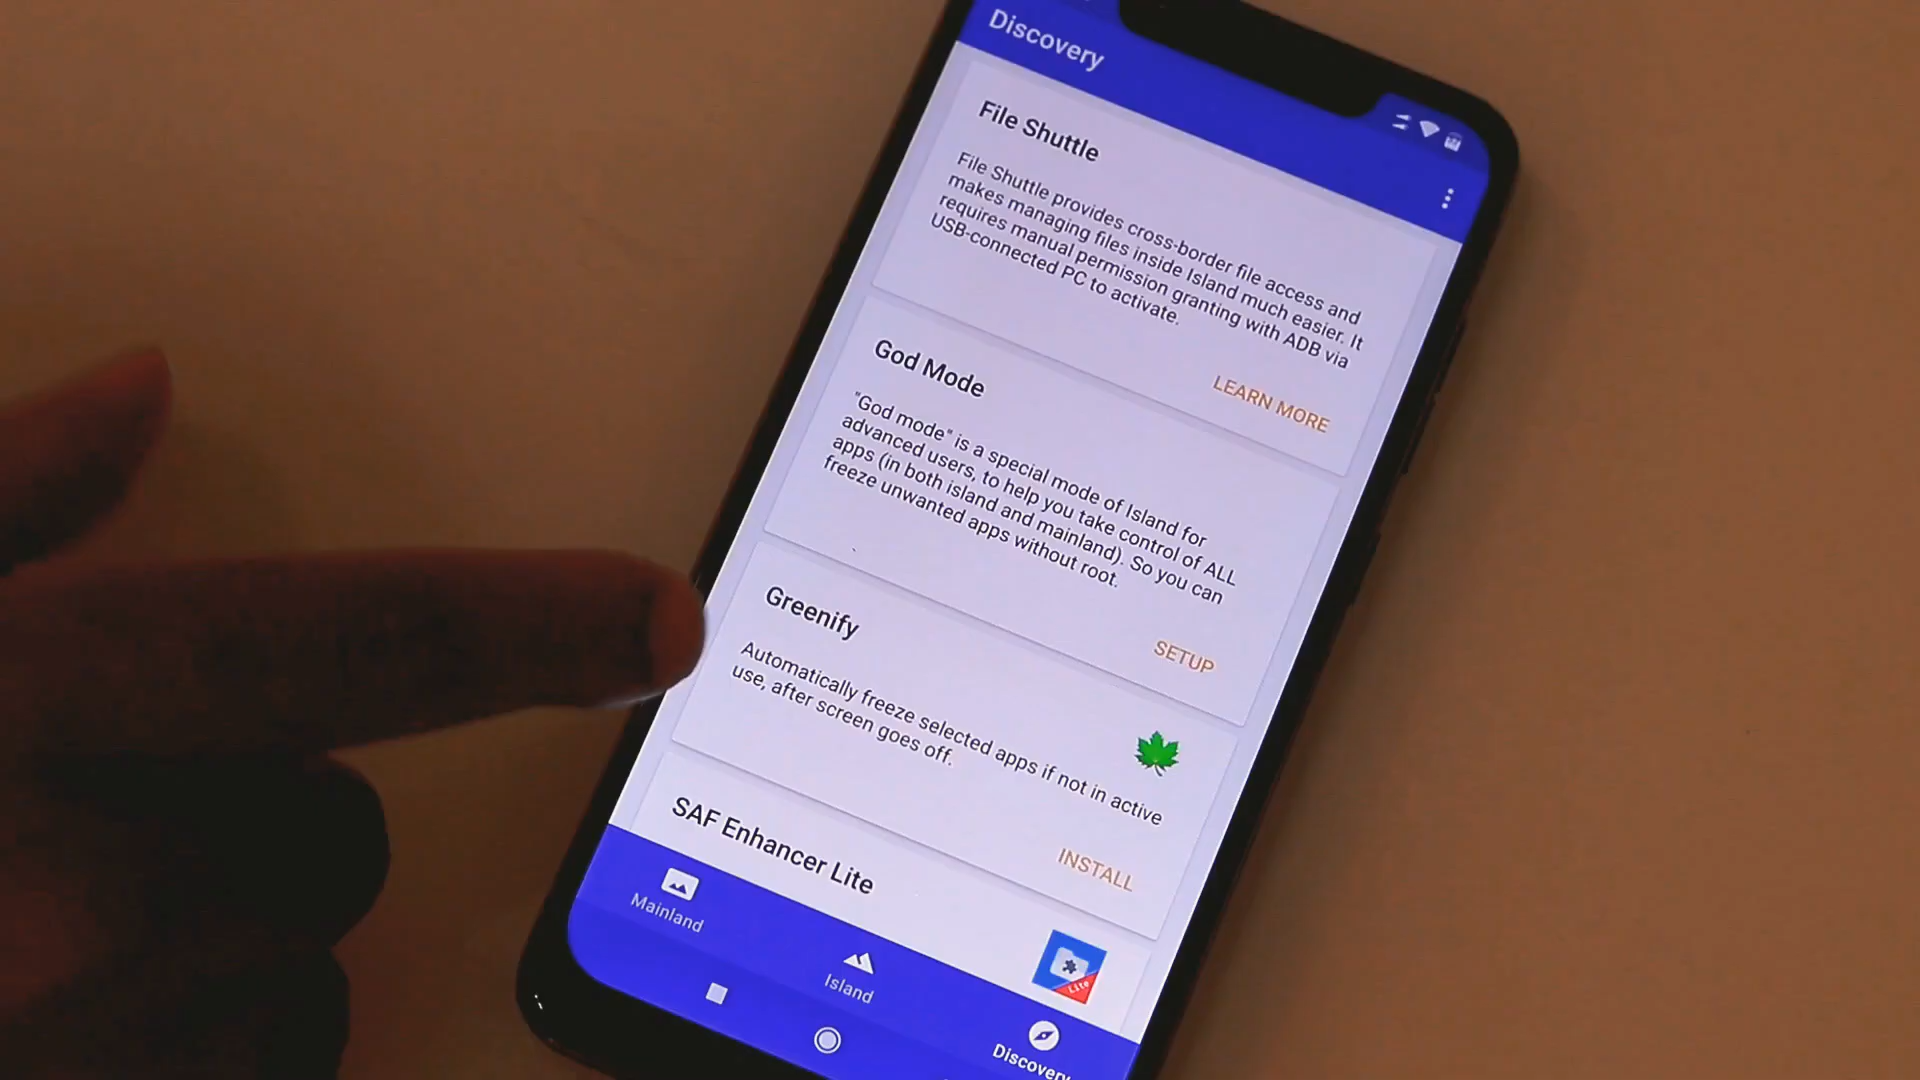 Discovery
File Shuttle
File Shuttle provides cross-border file access and
makes managing files inside Island much easier. It
requires manual permission granting with ADB via
USB-connected PC to activate.
LEARN MORE
God Mode
"God mode" is a special mode of Island for
advanced users, to help you take control of ALL
apps (in both island and mainland). So you can
freeze unwanted apps without root.
SETUP
Greenify
Automatically freeze selected apps if not in active
use, after screen goes off.
INSTALL
SAF Enhancer Lite
Lite
Mainland
Island
Discovery